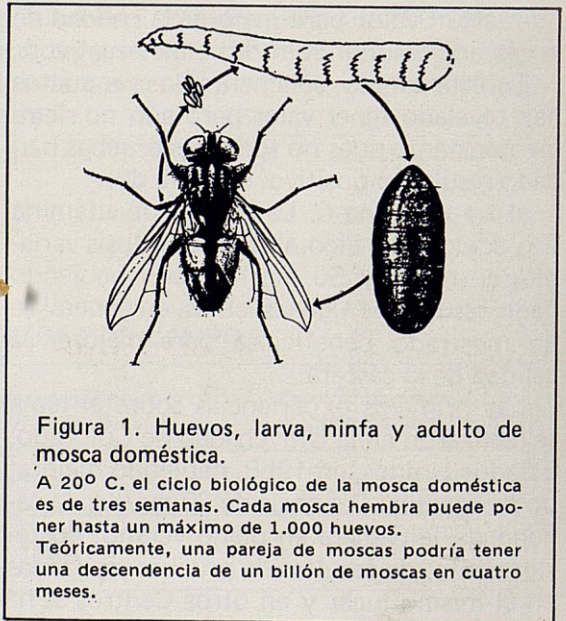 Figura 1. Huevos, larva, ninfa y adulto de
mosca doméstica.
A 20º C. el ciclo biológico de la mosca doméstica
es de tres semanas. Cada mosca hembra puede po-
ner hasta un máximo de 1.000 huevos.
Teóricamente, una pareja de moscas podría tener
una descendencia de un billón de moscas en cuatro
meses.